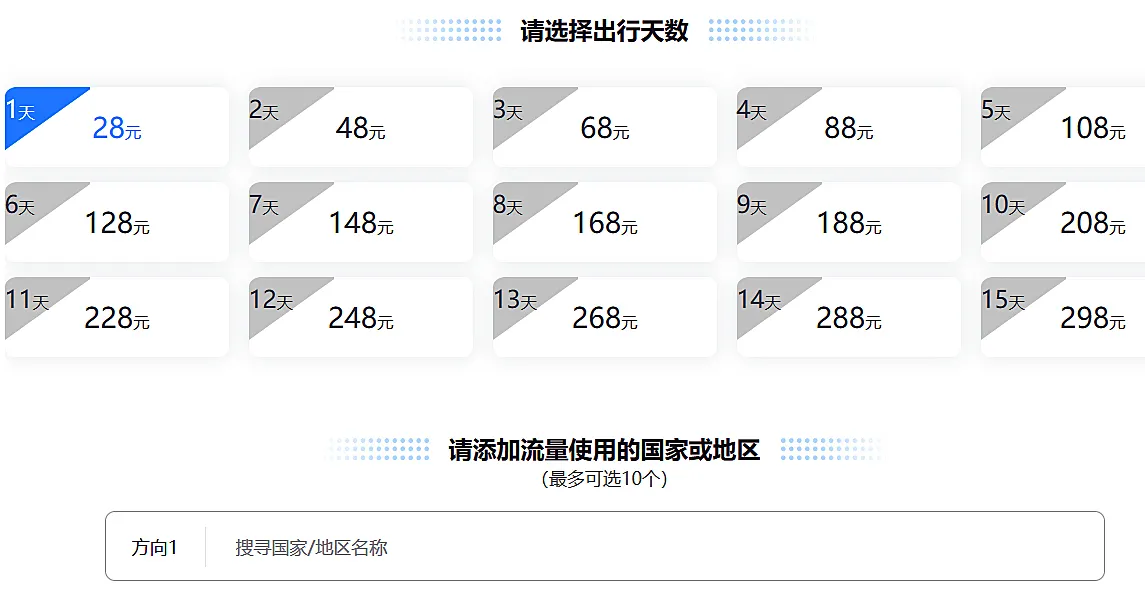 请选择出行天数
1天 2天 3天 4天 5天
28元 48元 68元 88元 108元
6天 7天 8天 9天 10天
128元 148元 168元 188元 208元
11天 12天 13天 14天 15天
228元 248元 268元 288元 298元
请添加流量使用的国家或地区
（最多可选10个）
方向1 搜寻国家/地区名称